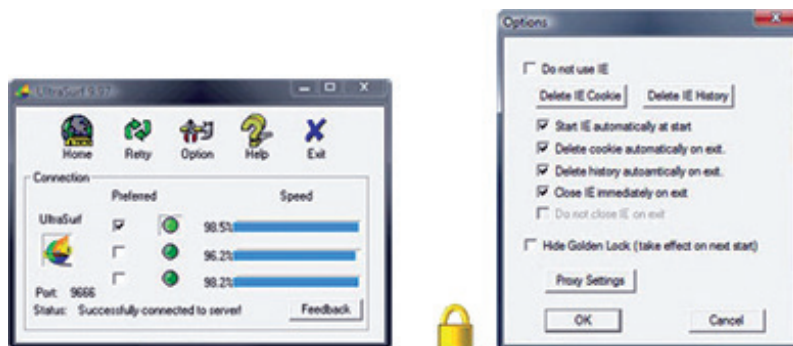 UltraSurf 9.97
Home Retry Option Help Exit
Connection
Preferred Speed
UltraSurf
98.5%
96.2%
98.2%
Port: 9666
Status: Successfully connected to server!
Feedback
Options
Do not use IE
Delete IE Cookie Delete IE History
Start IE automatically at start
Delete cookie automatically on exit.
Delete history autoamtically on exit.
Close IE immediately on exit
Do not close IE on exit
Hide Golden Lock (take effect on next start)
Proxy Settings
OK Cancel